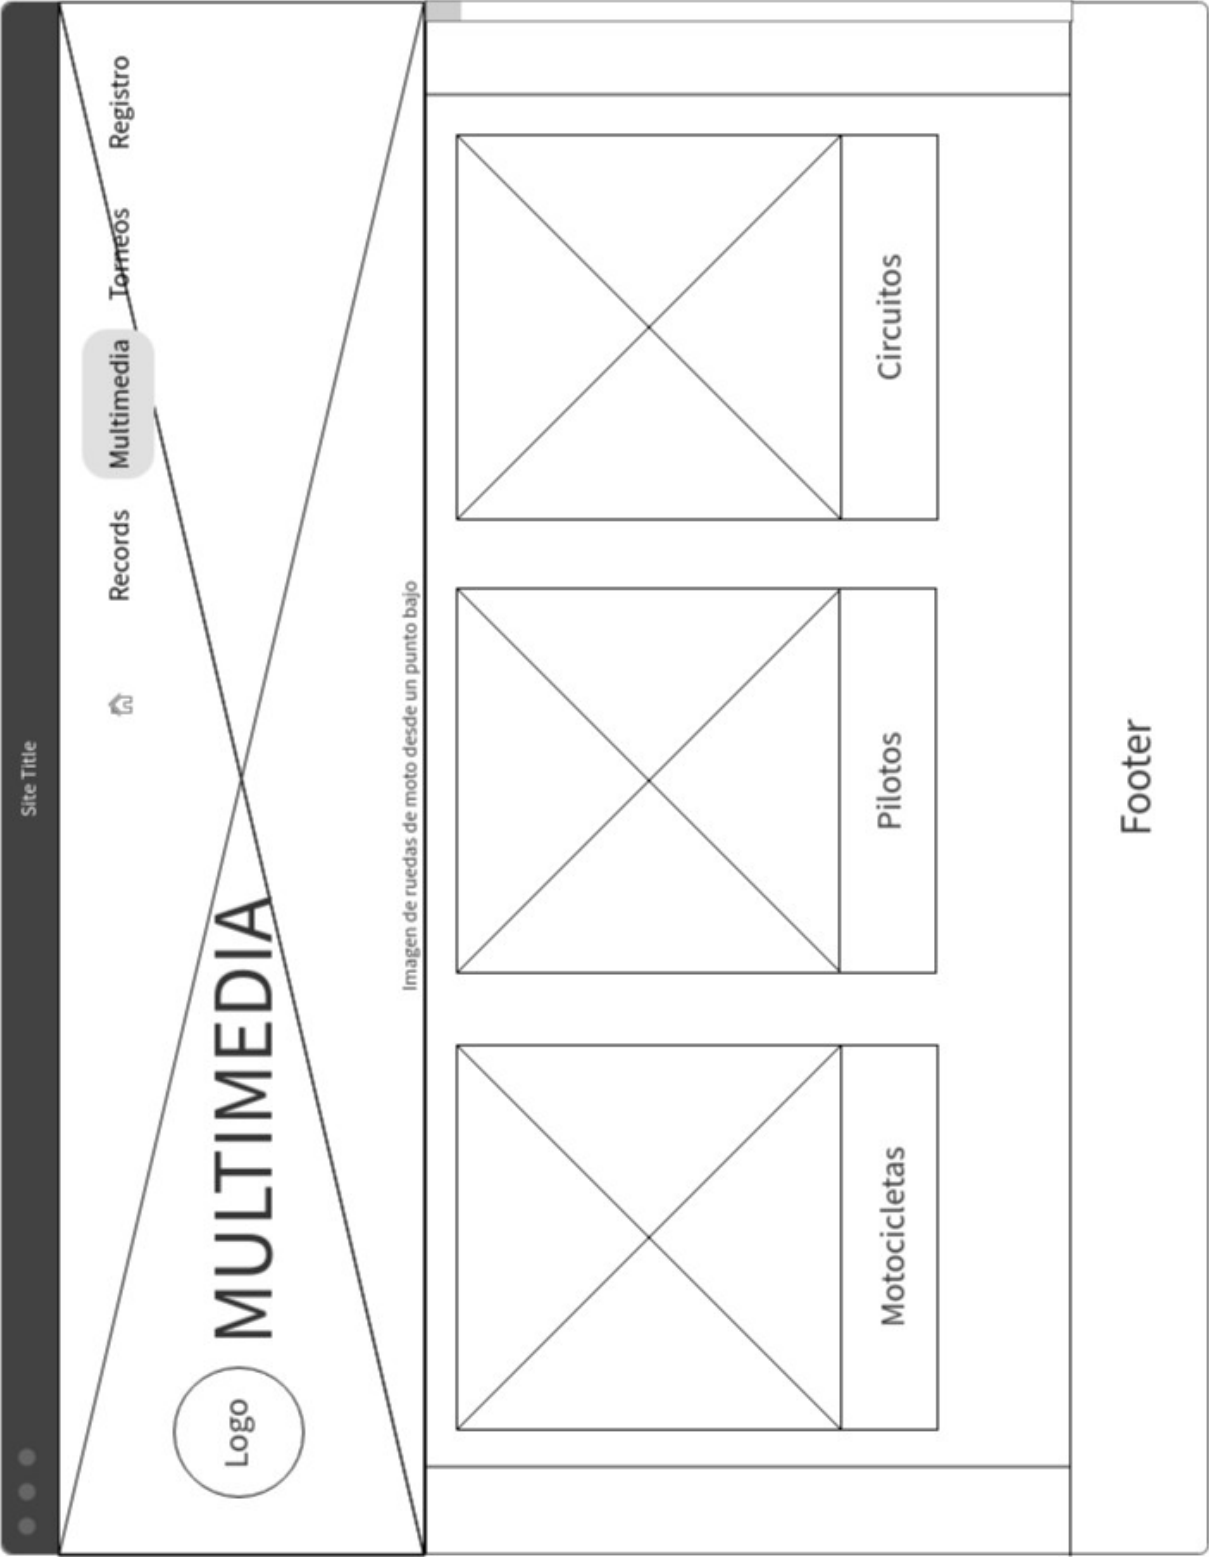 Site Title
Records Multimedia Torneos Registro
Logo MULTIMEDIA
Imagen de ruedas de moto desde un punto bajo
Motocicletas Pilotos Circuitos
Footer